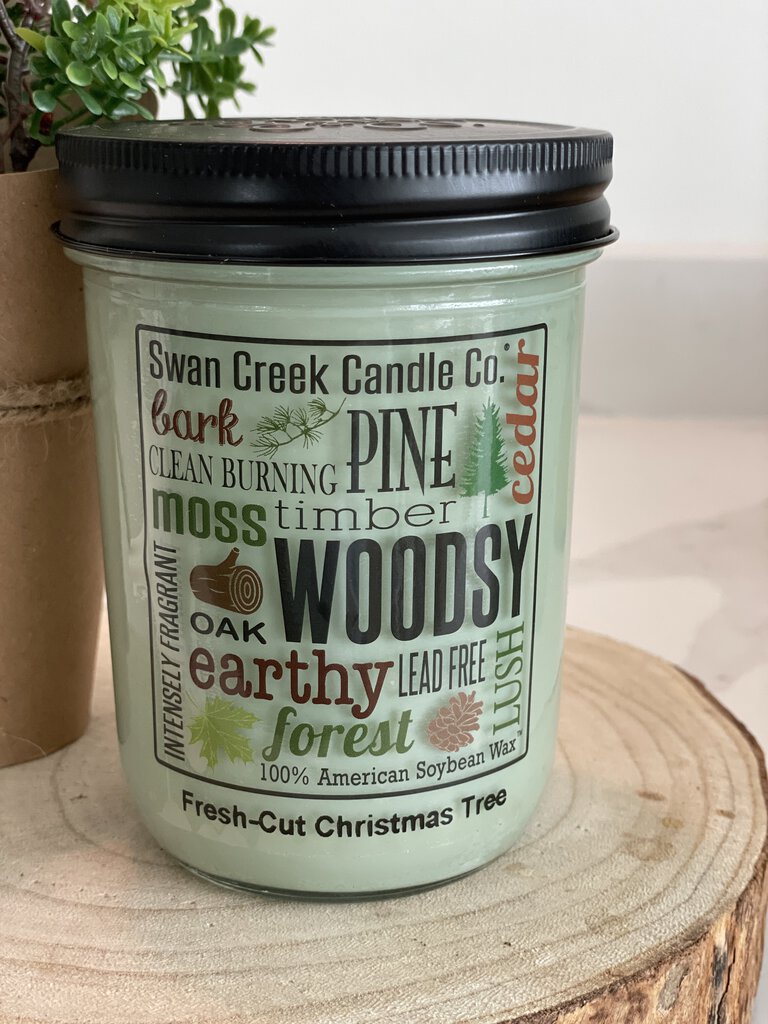 Swan Creek Candle Co.®
bark
PINE
cedar
CLEAN BURNING
moss
timber
WOODSY
INTENSELY FRAGRANT
OAK
earthy
LEAD FREE
LUSH
forest
100% American Soybean Wax™
Fresh-Cut Christmas Tree